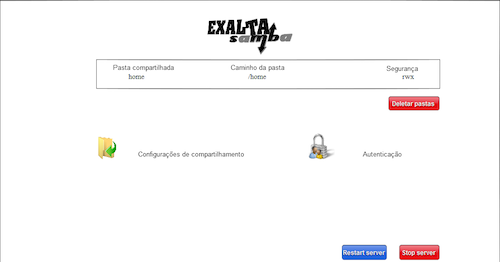 EXALTA
samba
Pasta compartilhada Caminho da pasta Segurança
home /home rwx
Deletar pastas
Configurações de compartilhamento Autenticação
Restart server Stop server